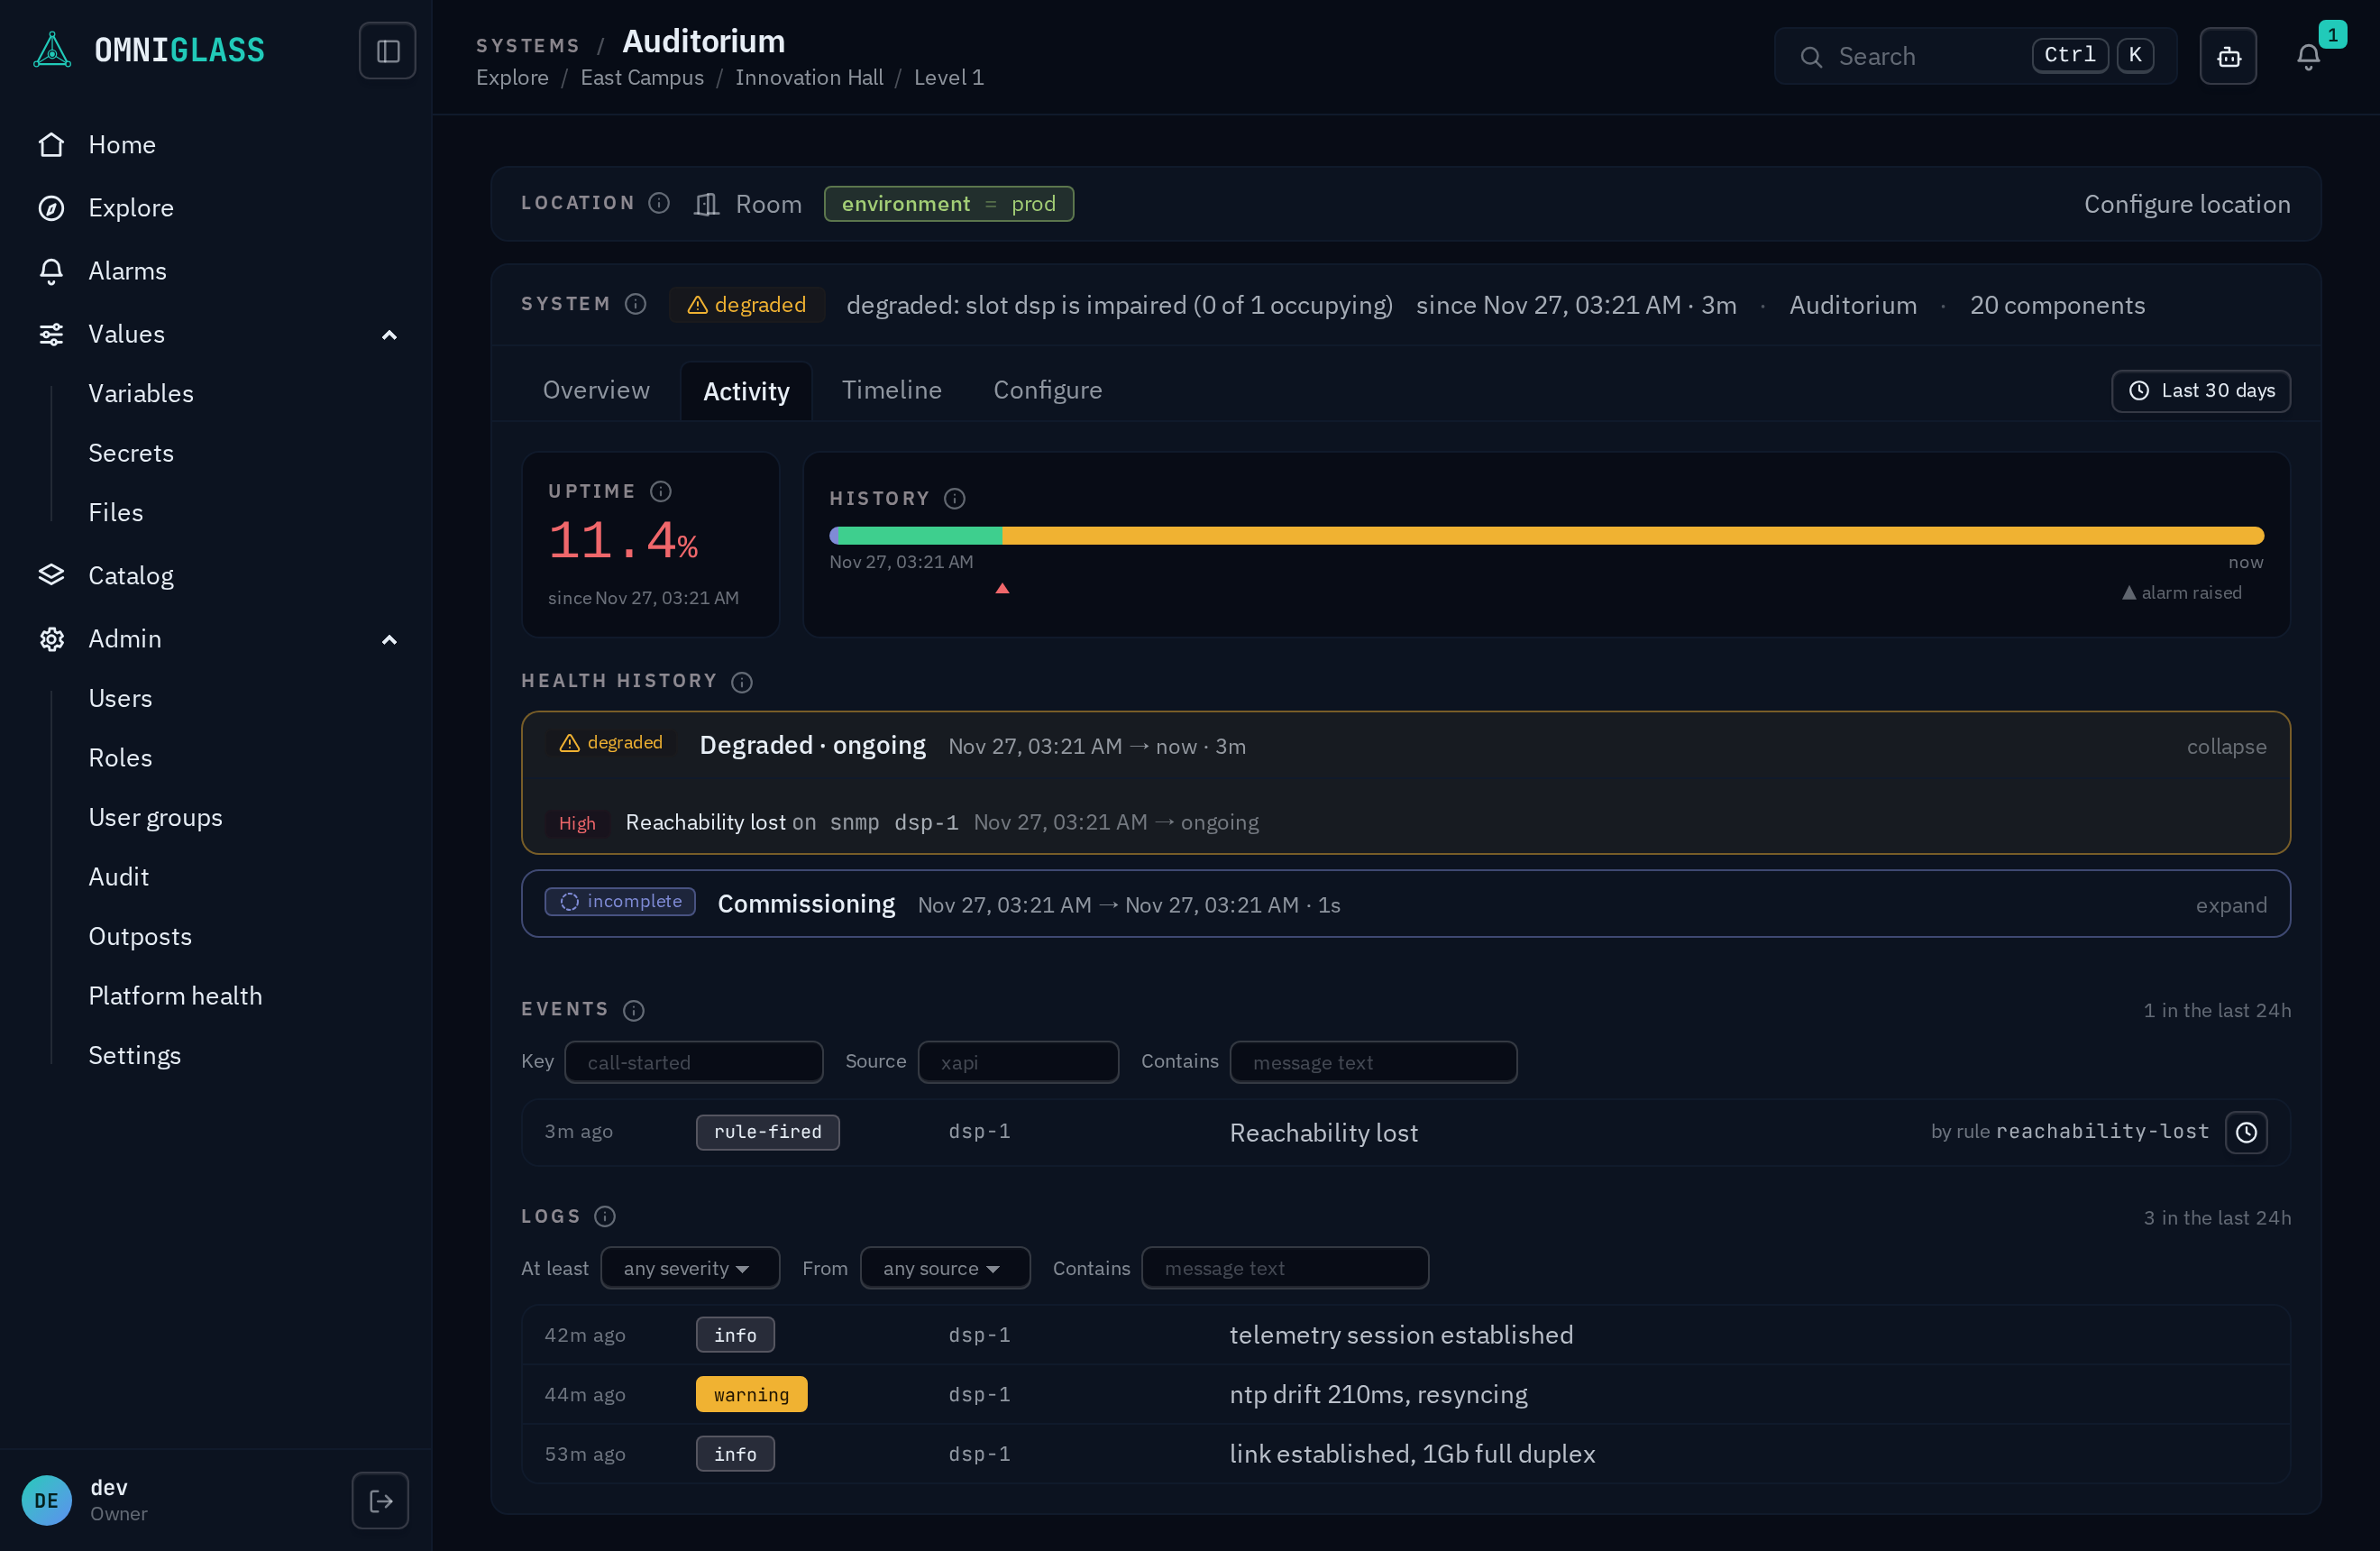 OMNIGLASS
Home
Explore
Alarms
Values
Variables
Secrets
Files
Catalog
Admin
Users
Roles
User groups
Audit
Outposts
Platform health
Settings
DE
dev
Owner
SYSTEMS / Auditorium
Explore / East Campus / Innovation Hall / Level 1
Search Ctrl K
1
LOCATION Room environment = prod Configure location
SYSTEM degraded degraded: slot dsp is impaired (0 of 1 occupying) since Nov 27, 03:21 AM · 3m · Auditorium · 20 components
Overview Activity Timeline Configure Last 30 days
UPTIME
11.4%
since Nov 27, 03:21 AM
HISTORY
Nov 27, 03:21 AM now
▲ alarm raised
HEALTH HISTORY
degraded Degraded · ongoing Nov 27, 03:21 AM → now · 3m collapse
High Reachability lost on snmp dsp-1 Nov 27, 03:21 AM → ongoing
incomplete Commissioning Nov 27, 03:21 AM → Nov 27, 03:21 AM · 1s expand
EVENTS 1 in the last 24h
Key call-started Source xapi Contains message text
3m ago rule-fired dsp-1 Reachability lost by rule reachability-lost
LOGS 3 in the last 24h
At least any severity From any source Contains message text
42m ago info dsp-1 telemetry session established
44m ago warning dsp-1 ntp drift 210ms, resyncing
53m ago info dsp-1 link established, 1Gb full duplex